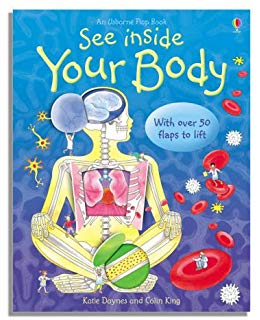 An Usborne Flap Book
See inside
Your Body
With over 50
flaps to lift
Katie Daynes and Colin King